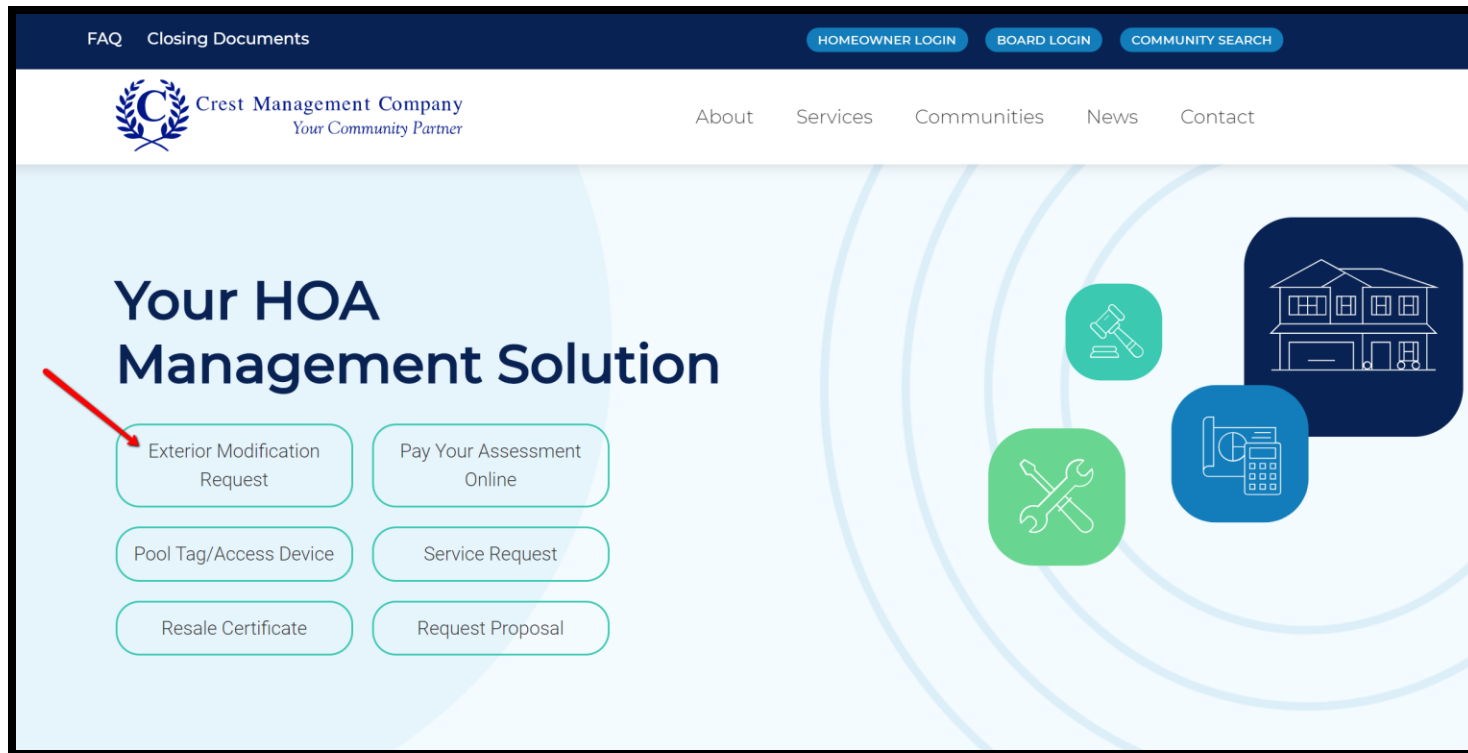 FAQ Closing Documents HOMEOWNER LOGIN BOARD LOGIN COMMUNITY SEARCH
C
Crest Management Company
Your Community Partner
About Services Communities News Contact
Your HOA
Management Solution
Exterior Modification
Request
Pay Your Assessment
Online
Pool Tag/Access Device
Service Request
Resale Certificate
Request Proposal